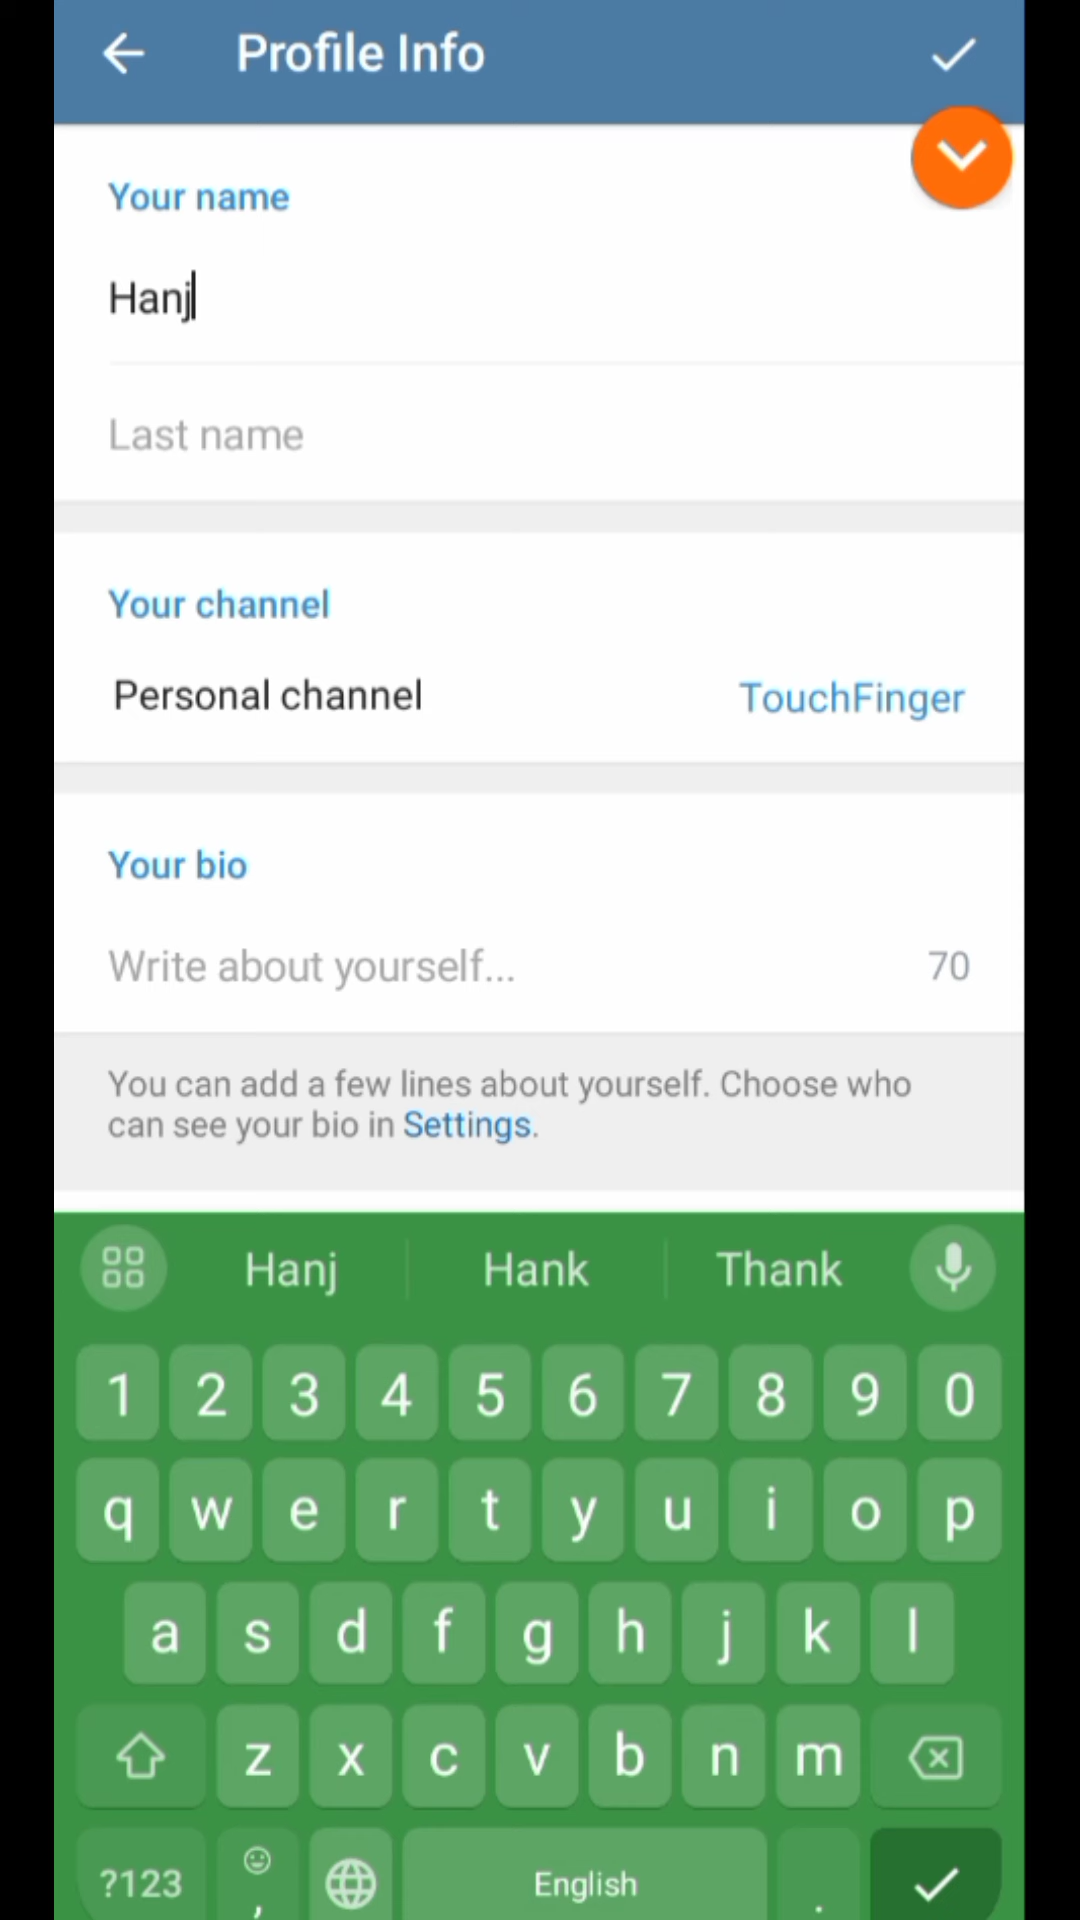 Profile Info
Your name
Hanj
Last name
Your channel
Personal channel TouchFinger
Your bio
Write about yourself... 70
You can add a few lines about yourself. Choose who
can see your bio in Settings.
Hanj Hank Thank
1 2 3 4 5 6 7 8 9 0
q w e r t y u i o p
a s d f g h j k l
z x c v b n m
?123 , English .